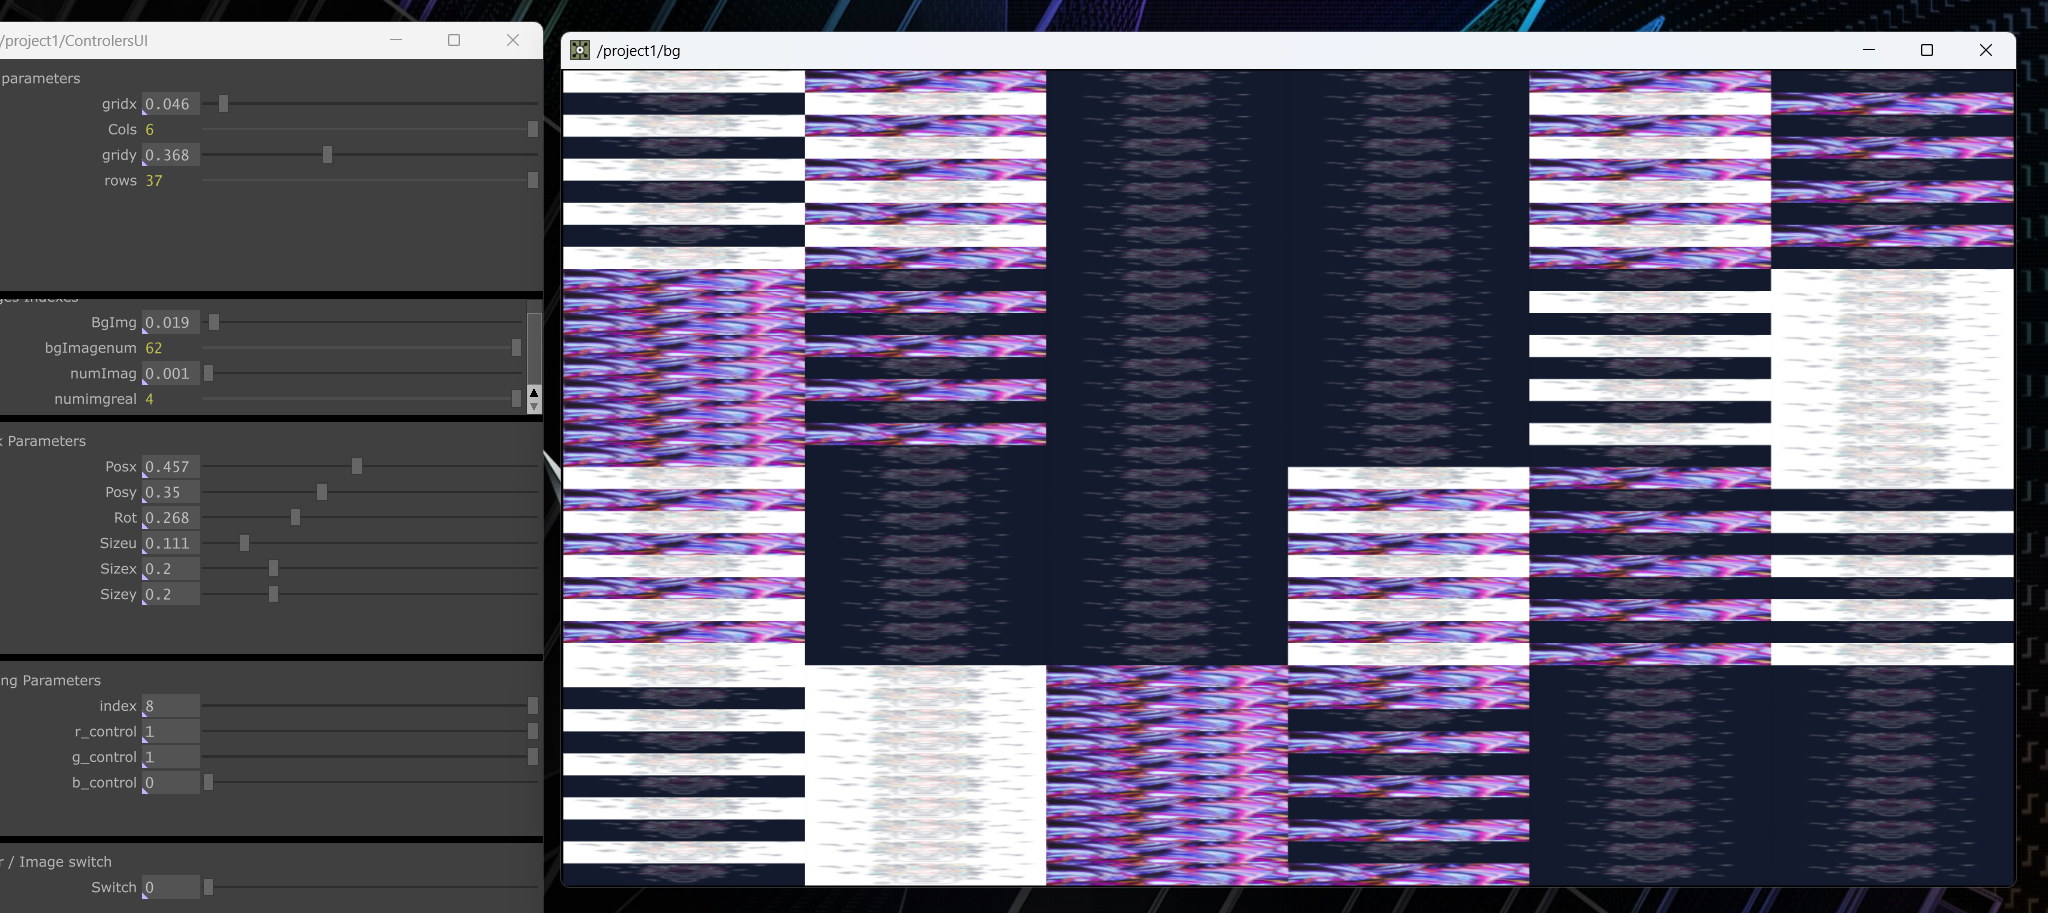 /project1/ControlersUI
parameters
gridx 0.046
Cols 6
gridy 0.368
rows 37
ges Indexes
BgImg 0.019
bgImagenum 62
numImag 0.001
numimgreal 4
Parameters
Posx 0.457
Posy 0.35
Rot 0.268
Sizeu 0.111
Sizex 0.2
Sizey 0.2
ng Parameters
index 8
r_control 1
g_control 1
b_control 0
r / Image switch
Switch 0
/project1/bg